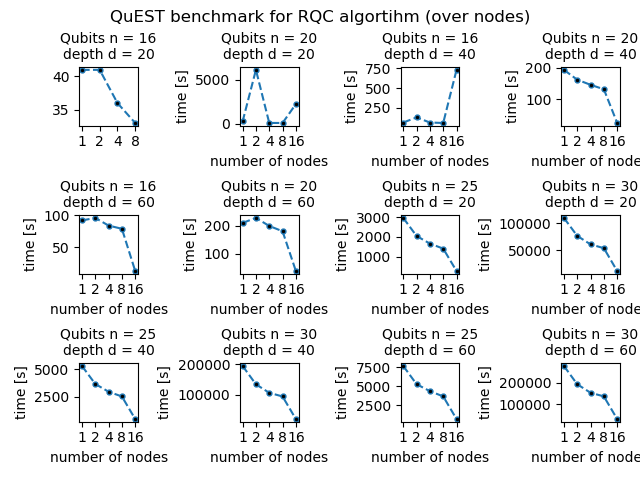 QuEST benchmark for RQC algortihm (over nodes)
Qubits n = 16
depth d = 20
40
35
1 2 4 8
Qubits n = 20
depth d = 20
time [s]
5000
0
1 2 4 8 16
number of nodes
Qubits n = 16
depth d = 40
time [s]
750
500
250
1 2 4 8 16
number of nodes
Qubits n = 20
depth d = 40
200
100
1 2 4 8 16
number of nodes
Qubits n = 16
depth d = 60
time [s]
100
50
1 2 4 8 16
number of nodes
Qubits n = 20
depth d = 60
time [s]
200
100
1 2 4 8 16
number of nodes
Qubits n = 25
depth d = 20
time [s]
3000
2000
1000
1 2 4 8 16
number of nodes
Qubits n = 30
depth d = 20
time [s]
100000
50000
1 2 4 8 16
number of nodes
Qubits n = 25
depth d = 40
time [s]
5000
2500
1 2 4 8 16
number of nodes
Qubits n = 30
depth d = 40
time [s]
200000
100000
1 2 4 8 16
number of nodes
Qubits n = 25
depth d = 60
time [s]
7500
5000
2500
1 2 4 8 16
number of nodes
Qubits n = 30
depth d = 60
time [s]
200000
100000
1 2 4 8 16
number of nodes